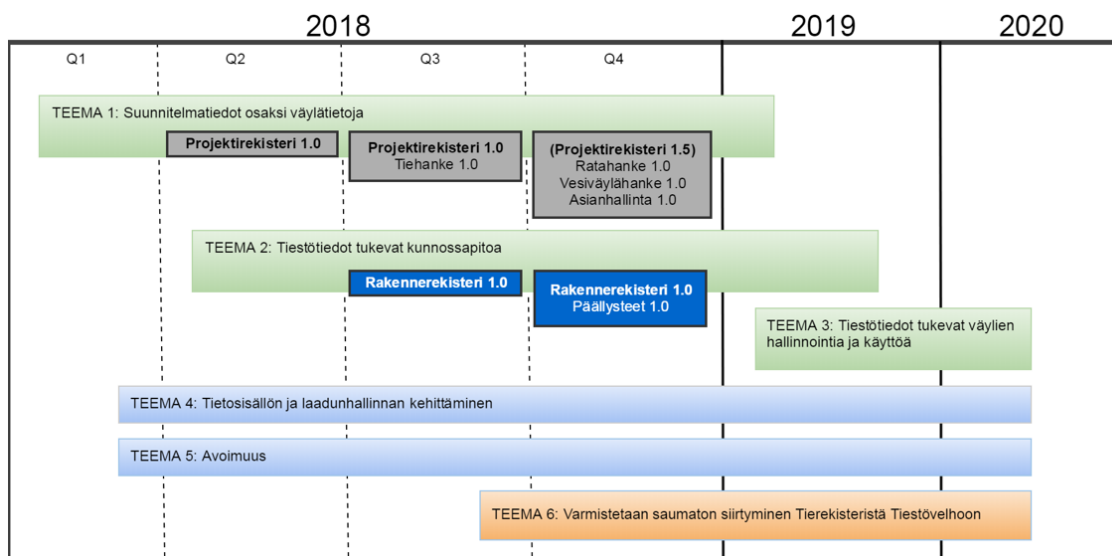 2018
2019
2020
Q1
Q2
Q3
Q4
TEEMA 1: Suunnitelmatiedot osaksi väylätietoja
Projektirekisteri 1.0
Projektirekisteri 1.0
Tiehanke 1.0
(Projektirekisteri 1.5)
Ratahanke 1.0
Vesiväylähanke 1.0
Asianhallinta 1.0
TEEMA 2: Tiestötiedot tukevat kunnossapitoa
Rakennerekisteri 1.0
Rakennerekisteri 1.0
Päällysteet 1.0
TEEMA 3: Tiestötiedot tukevat väylien
hallinnointia ja käyttöä
TEEMA 4: Tietosisällön ja laadunhallinnan kehittäminen
TEEMA 5: Avoimuus
TEEMA 6: Varmistetaan saumaton siirtyminen Tierekisteristä Tiestövelhoon